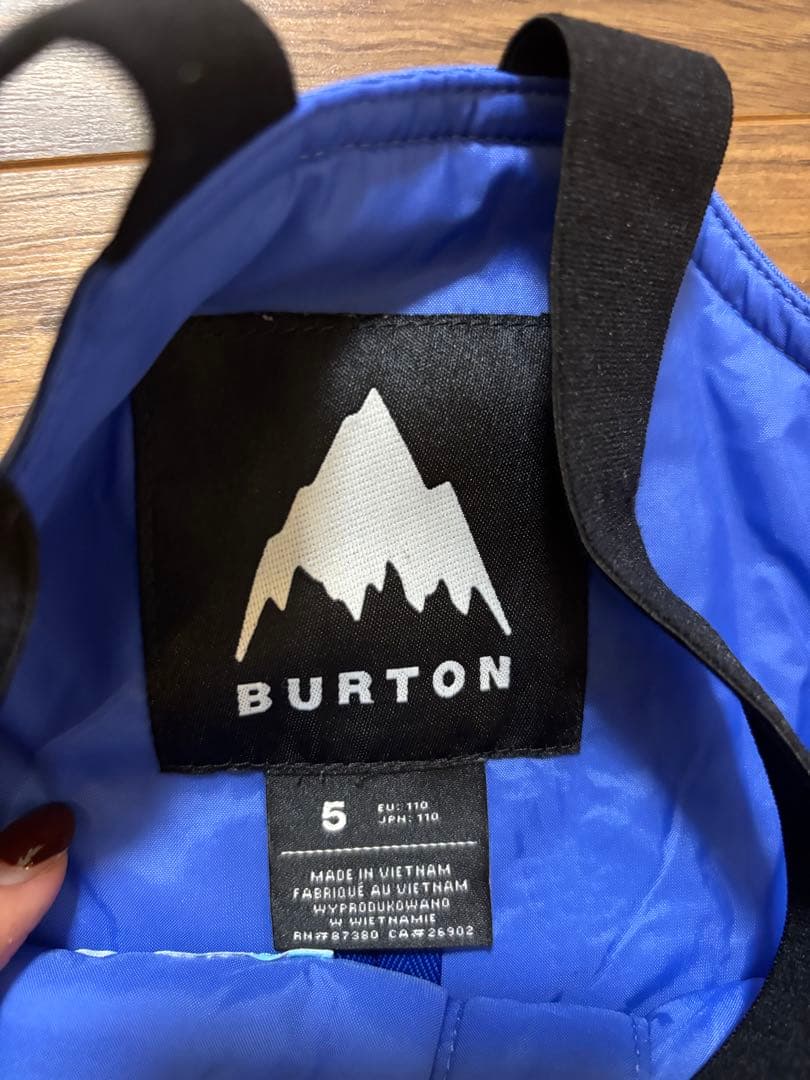 BURTON
5
EU: 110
JPN: 110
MADE IN VIETNAM
FABRIQUÉ AU VIETNAM
WYPRODUKOWANO
W WIETNAMIE
RN# 87380 CA# 26902